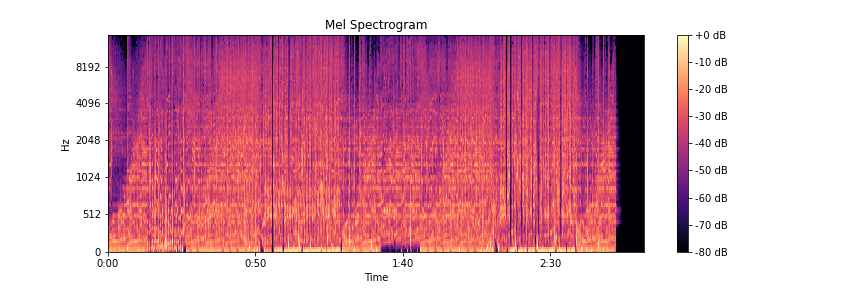 Mel Spectrogram
Hz
8192
4096
2048
1024
512
0
0:00
0:50
1:40
2:30
Time
+0 dB
-10 dB
-20 dB
-30 dB
-40 dB
-50 dB
-60 dB
-70 dB
-80 dB